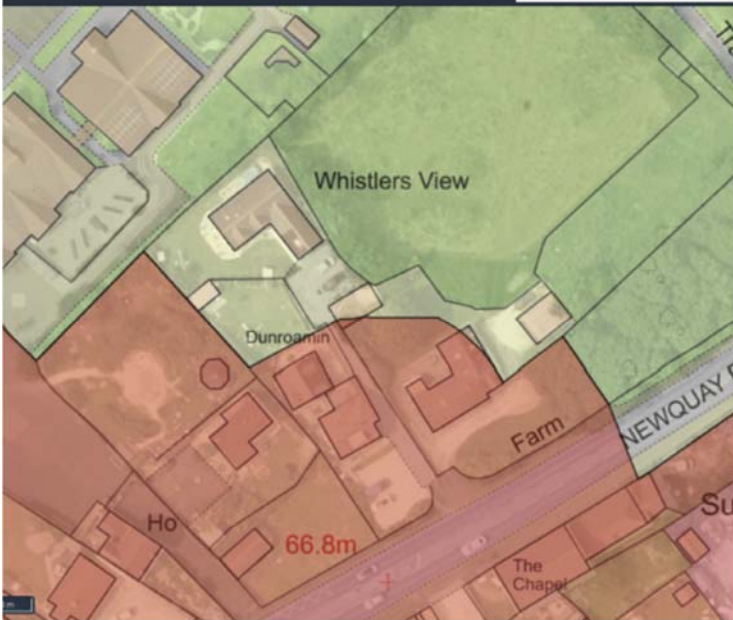 Whistlers View
Dunroamin
Farm
NEWQUAY
Ho
66.8m
Su
The
Chapel